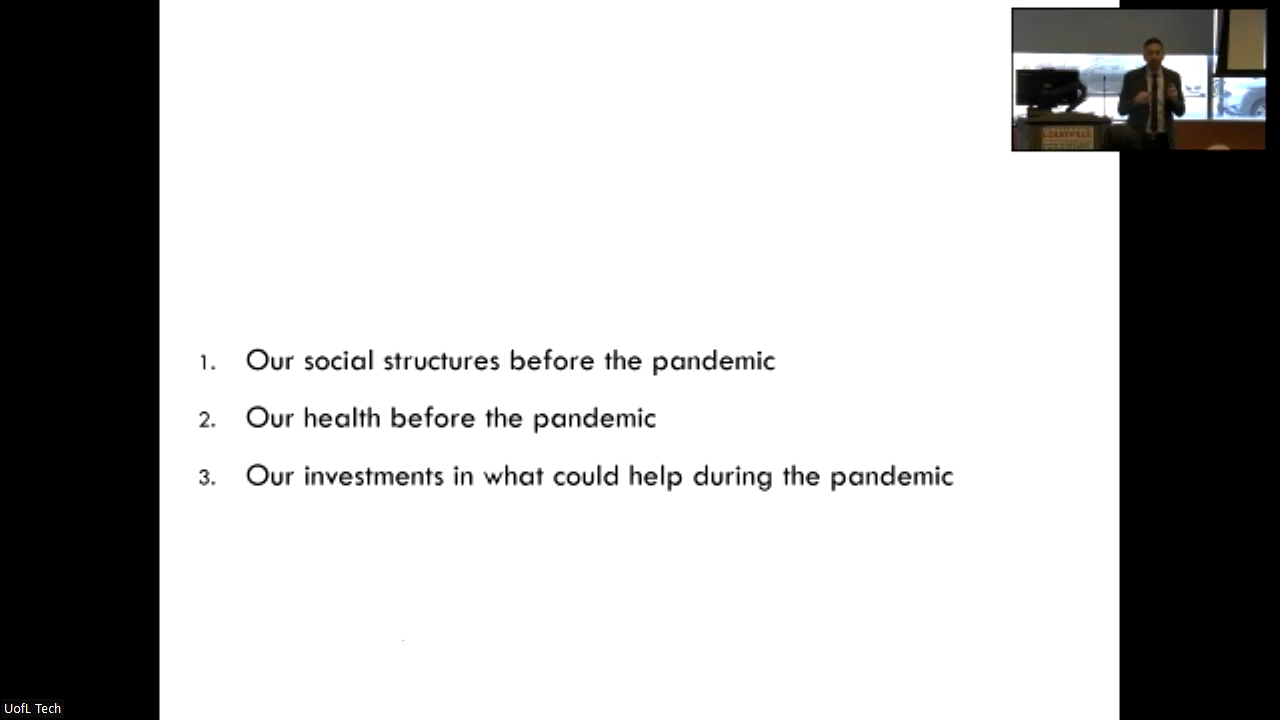 1. Our social structures before the pandemic
2. Our health before the pandemic
3. Our investments in what could help during the pandemic
LOUISVILLE
UofL Tech